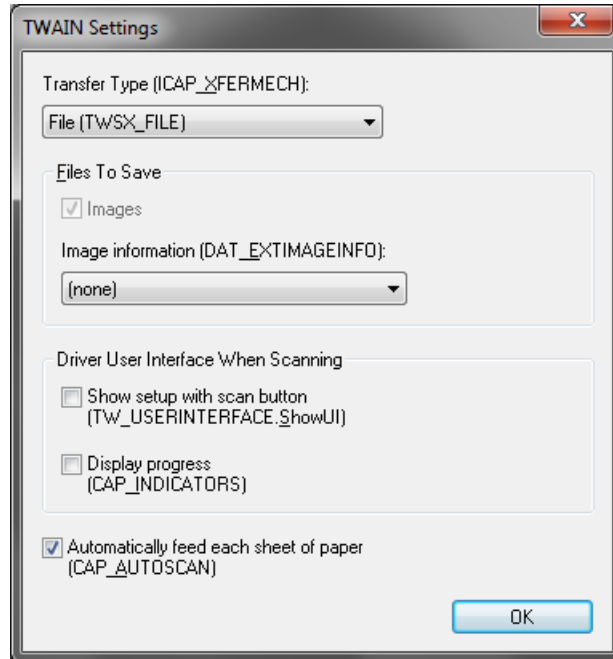 TWAIN Settings
Transfer Type (ICAP_XFERMECH):
File (TWSX_FILE)
Files To Save
Images
Image information (DAT_EXTIMAGEINFO):
(none)
Driver User Interface When Scanning
Show setup with scan button
(TW_USERINTERFACE.ShowUI)
Display progress
(CAP_INDICATORS)
Automatically feed each sheet of paper
(CAP_AUTOSCAN)
OK